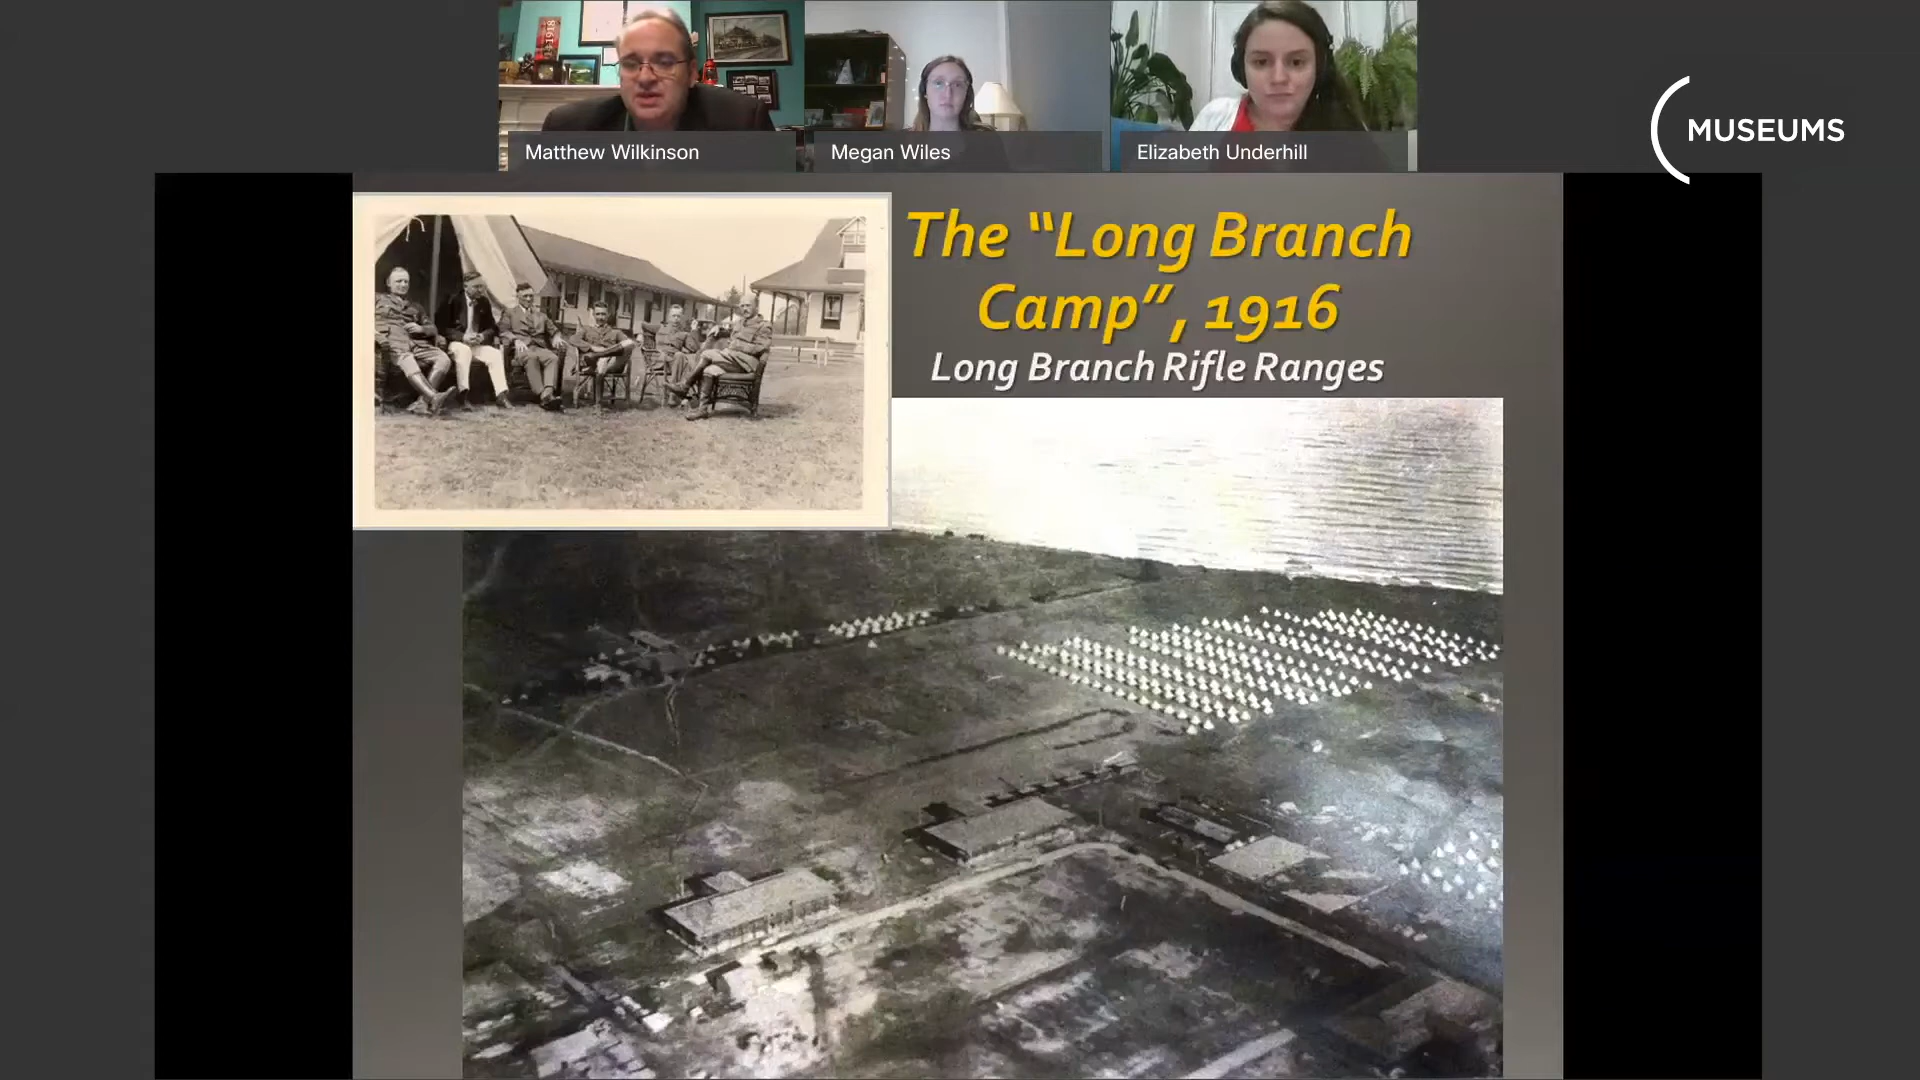 Matthew Wilkinson
Megan Wiles
Elizabeth Underhill
MUSEUMS
The “Long Branch
Camp”, 1916
Long Branch Rifle Ranges